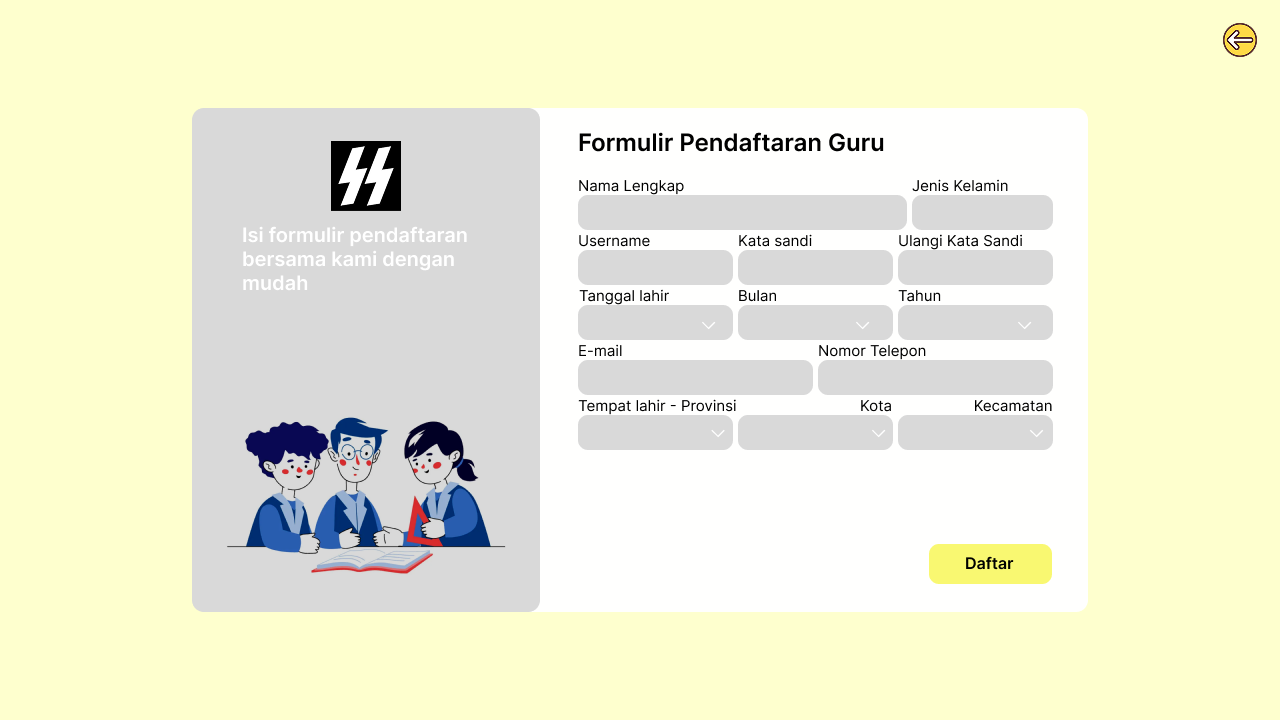 Formulir Pendaftaran Guru
Isi formulir pendaftaran
bersama kami dengan
mudah
Nama Lengkap
Jenis Kelamin
Username
Kata sandi
Ulangi Kata Sandi
Tanggal lahir
Bulan
Tahun
E-mail
Nomor Telepon
Tempat lahir - Provinsi
Kota
Kecamatan
Daftar